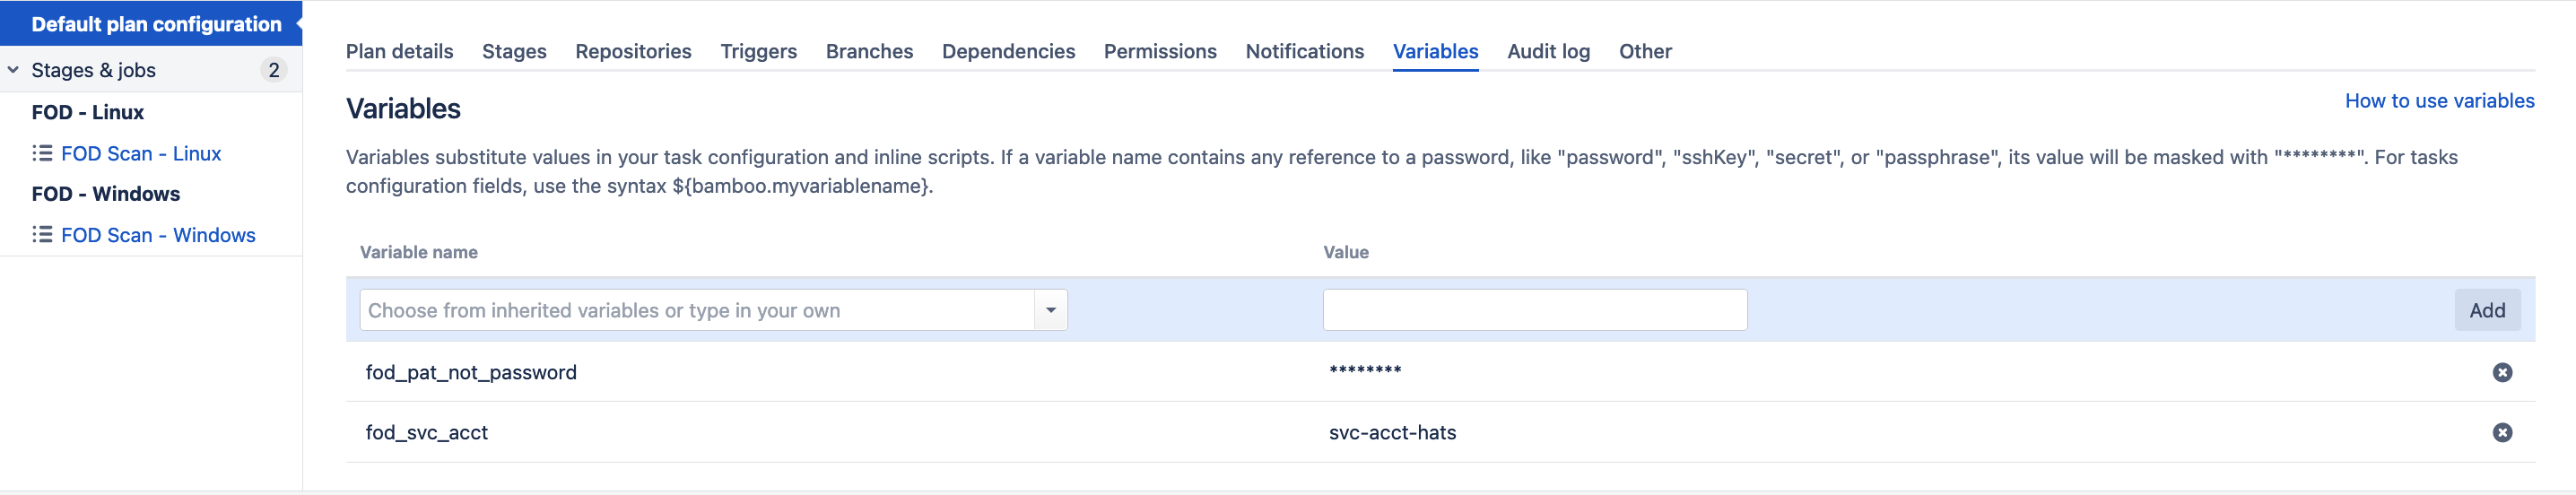 Default plan configuration
Stages & jobs 2
FOD - Linux
FOD Scan - Linux
FOD - Windows
FOD Scan - Windows
Plan details Stages Repositories Triggers Branches Dependencies Permissions Notifications Variables Audit log Other
Variables
How to use variables
Variables substitute values in your task configuration and inline scripts. If a variable name contains any reference to a password, like "password", "sshKey", "secret", or "passphrase", its value will be masked with "********". For tasks
configuration fields, use the syntax ${bamboo.myvariablename}.
Variable name Value
Choose from inherited variables or type in your own Add
fod_pat_not_password ********
fod_svc_acct svc-acct-hats